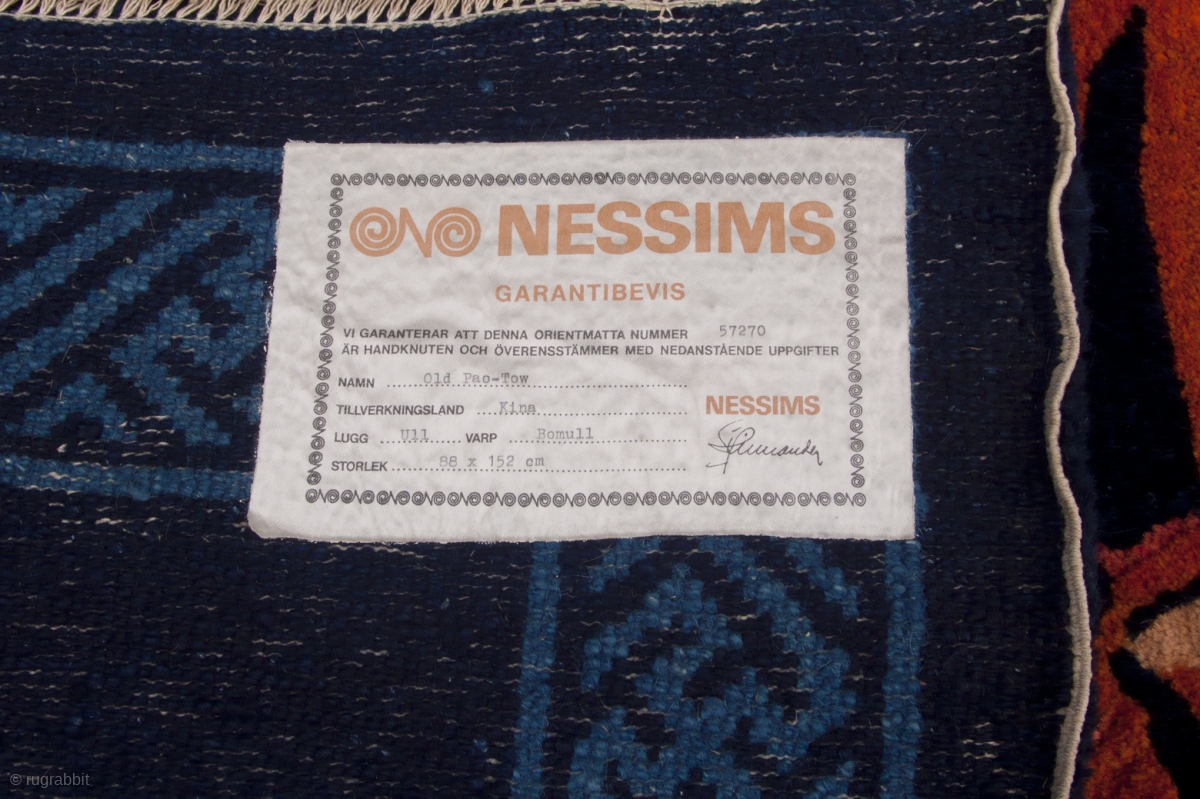 NESSIMS
GARANTIBEVIS
VI GARANTERAR ATT DENNA ORIENTMATTA NUMMER 57270
ÄR HANDKNUTEN OCH ÖVERENSSTÄMMER MED NEDANSTÅENDE UPPGIFTER
NAMN Old Pao-Tow
TILLVERKNINGSLAND Kina
NESSIMS
LUGG Ull VARP Bomull
STORLEK 88 x 152 cm
© rugrabbit